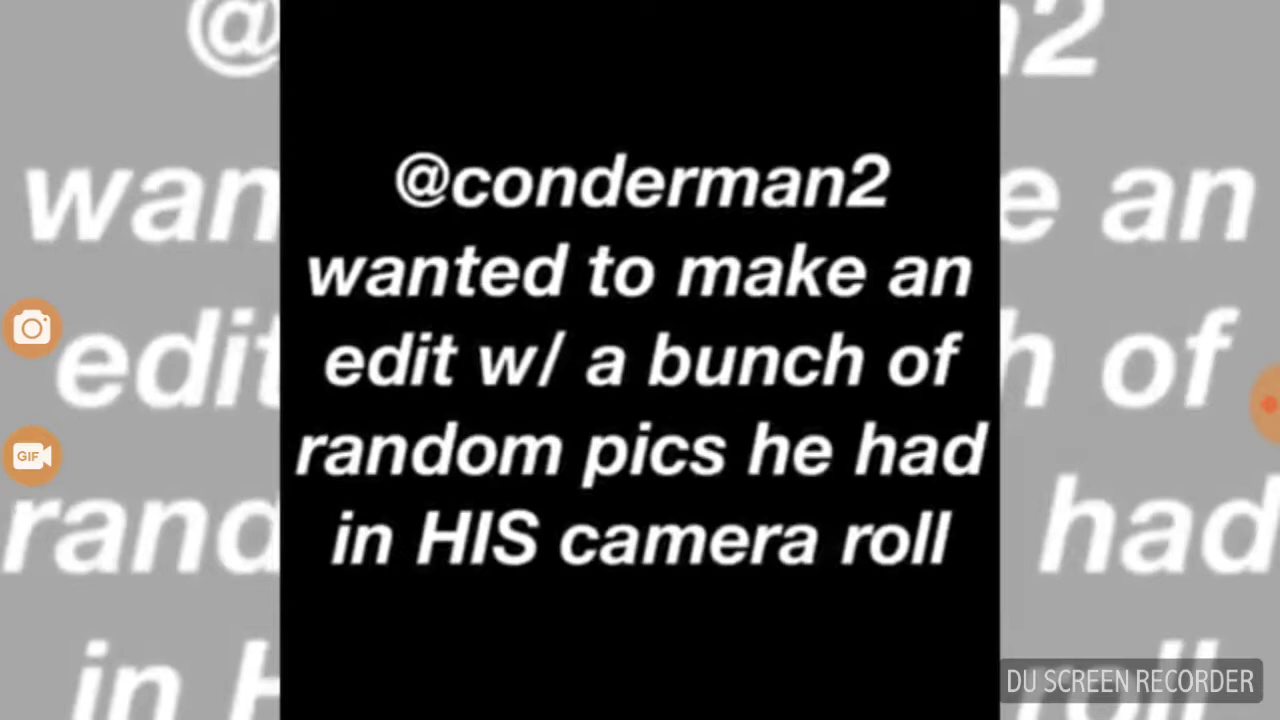 @conderman2
wanted to make an
edit w/ a bunch of
random pics he had
in HIS camera roll
GIF
DU SCREEN RECORDER